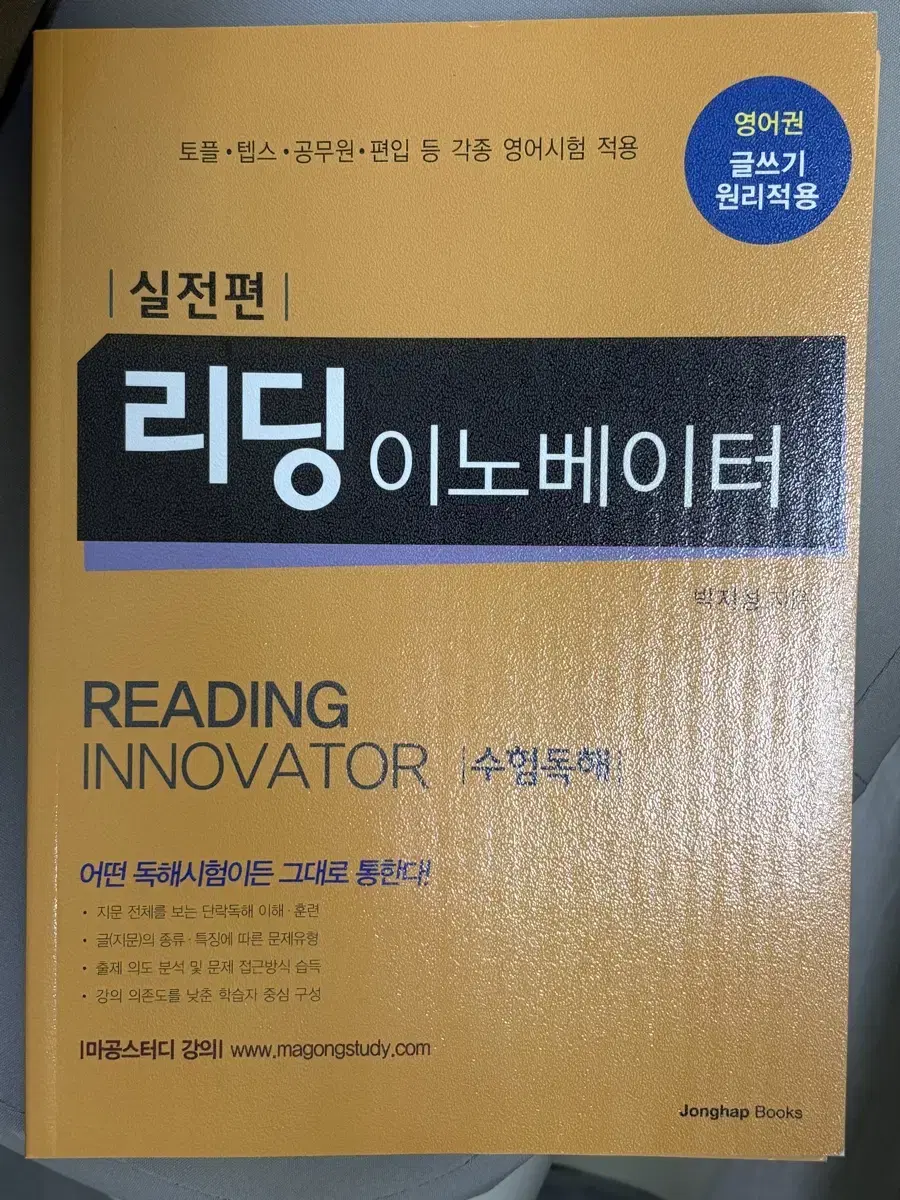 토플·텝스·공무원·편입 등 각종 영어시험 적용
영어권
글쓰기
원리적용
|실전편|
리딩 이노베이터
READING
INNOVATOR |수험독해|
어떤 독해시험이든 그대로 통한다!
· 지문 전체를 보는 단락독해 이해·훈련
· 글(지문)의 종류·특징에 따른 문제유형
· 출제 의도 분석 및 문제 접근방식 습득
· 강의 의존도를 낮춘 학습자 중심 구성
|마공스터디 강의| www.magongstudy.com
Jonghap Books